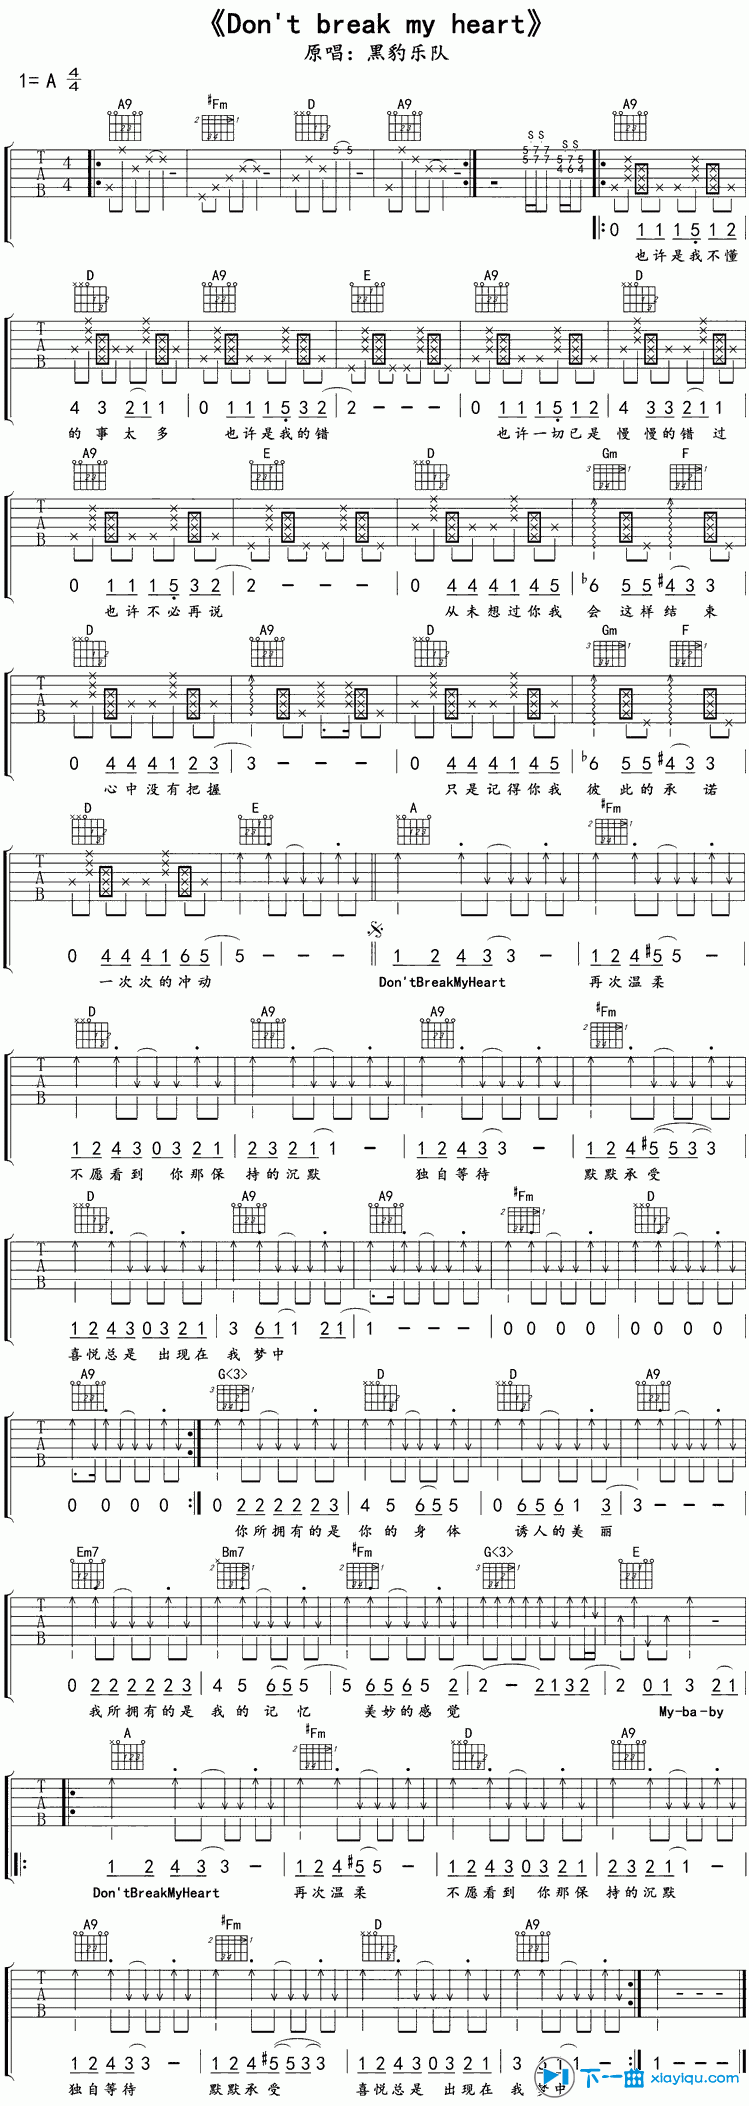 《Don't break my heart》
原唱：黑豹乐队
1= A 4/4
A9 #Fm D A9 A9
0 1 1 1 5 1 2
也许是我不懂
D A9 E A9 D
4 3 2 1 1 | 0 1 1 1 5 3 2 | 2 - - - | 0 1 1 1 5 1 2 | 4 3 3 2 1 1
的事太多 也许是我的错 也许一切已是 慢慢的错过
A9 E D Gm F
0 1 1 1 5 3 2 | 2 - - - | 0 4 4 4 1 4 5 | b6 5 5 #4 3 3
也许不必再说 从未想过你我 会这样结束
D A9 D Gm F
0 4 4 4 1 2 3 | 3 - - - | 0 4 4 4 1 4 5 | b6 5 5 #4 3 3
心中没有把握 只是记得你我 彼此的承诺
D E A #Fm
0 4 4 4 1 6 5 | 5 - - - || 1 2 4 3 3 - | 1 2 4 #5 5 -
一次次的冲动 Don'tBreakMyHeart 再次温柔
D A9 A9 #Fm
1 2 4 3 0 3 2 1 | 2 3 2 1 1 - | 1 2 4 3 3 - | 1 2 4 #5 5 3 3
不愿看到 你那保 持的沉默 独自等待 默默承受
D A9 A9 #Fm D
1 2 4 3 0 3 2 1 | 3 6 1 1 2 1 | 1 - - - | 0 0 0 0 | 0 0 0 0
喜悦总是 出现在 我梦中
A9 G<3> D D A9
0 0 0 0 :| 0 2 2 2 2 2 3 | 4 5 6 5 5 | 0 6 5 6 1 3 | 3 - - -
你所拥有的是 你的身体 诱人的美丽
Em7 Bm7 #Fm G<3> E
0 2 2 2 2 2 3 | 4 5 6 5 5 | 5 6 5 6 5 2 | 2 - 2 1 3 2 | 2 0 1 3 2 1
我所拥有的是 我的记忆 美妙的感觉 My-ba-by
A #Fm D A9
1 2 4 3 3 - | 1 2 4 #5 5 - | 1 2 4 3 0 3 2 1 | 2 3 2 1 1 -
Don'tBreakMyHeart 再次温柔 不愿看到 你那保 持的沉默
A9 #Fm D A9
1 2 4 3 3 - | 1 2 4 #5 5 3 3 | 1 2 4 3 0 3 2 1 | 3
独自等待 默默承受 喜悦总是 出现在 我梦中
下一曲 xiayiqu.com